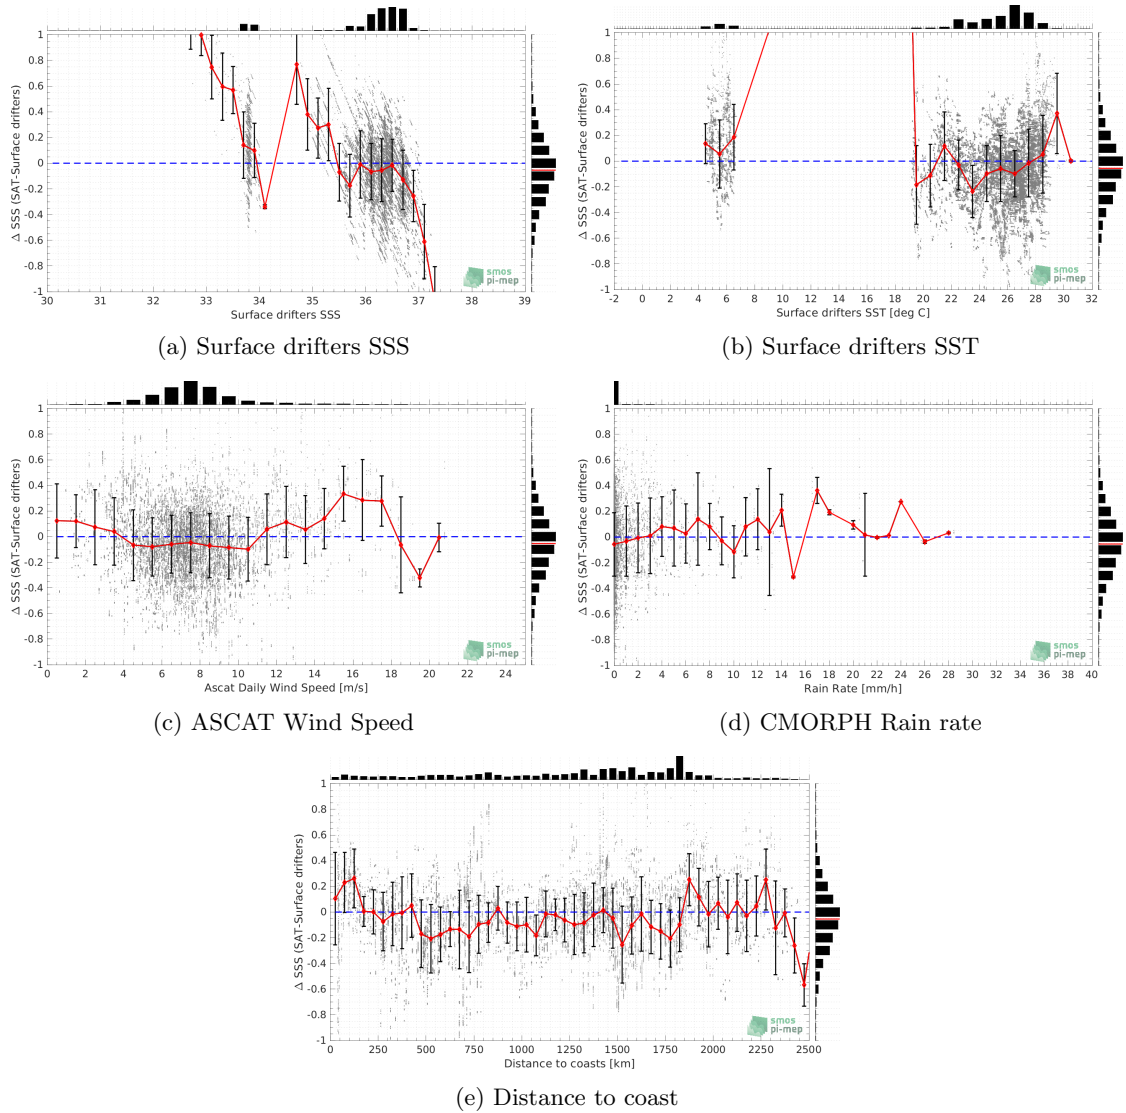 Δ SSS (SAT-Surface drifters)
1
0.8
0.6
0.4
0.2
0
-0.2
-0.4
-0.6
-0.8
-1
30 31 32 33 34 35 36 37 38 39
Surface drifters SSS
smos
pi-mep
(a) Surface drifters SSS
Δ SSS (SAT-Surface drifters)
1
0.8
0.6
0.4
0.2
0
-0.2
-0.4
-0.6
-0.8
-1
-2 0 2 4 6 8 10 12 14 16 18 20 22 24 26 28 30 32
Surface drifters SST [deg C]
smos
pi-mep
(b) Surface drifters SST
Δ SSS (SAT-Surface drifters)
1
0.8
0.6
0.4
0.2
0
-0.2
-0.4
-0.6
-0.8
-1
0 2 4 6 8 10 12 14 16 18 20 22 24
Ascat Daily Wind Speed [m/s]
smos
pi-mep
(c) ASCAT Wind Speed
Δ SSS (SAT-Surface drifters)
1
0.8
0.6
0.4
0.2
0
-0.2
-0.4
-0.6
-0.8
-1
0 2 4 6 8 10 12 14 16 18 20 22 24 26 28 30 32 34 36 38 40
Rain Rate [mm/h]
smos
pi-mep
(d) CMORPH Rain rate
Δ SSS (SAT-Surface drifters)
1
0.8
0.6
0.4
0.2
0
-0.2
-0.4
-0.6
-0.8
-1
0 250 500 750 1000 1250 1500 1750 2000 2250 2500
Distance to coasts [km]
smos
pi-mep
(e) Distance to coast